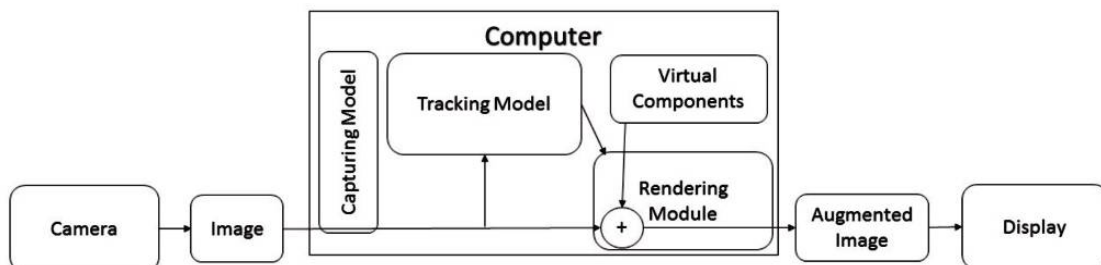 Computer
Capturing Model
Tracking Model
Virtual
Components
Camera
Image
Rendering
Module
+
Augmented
Image
Display